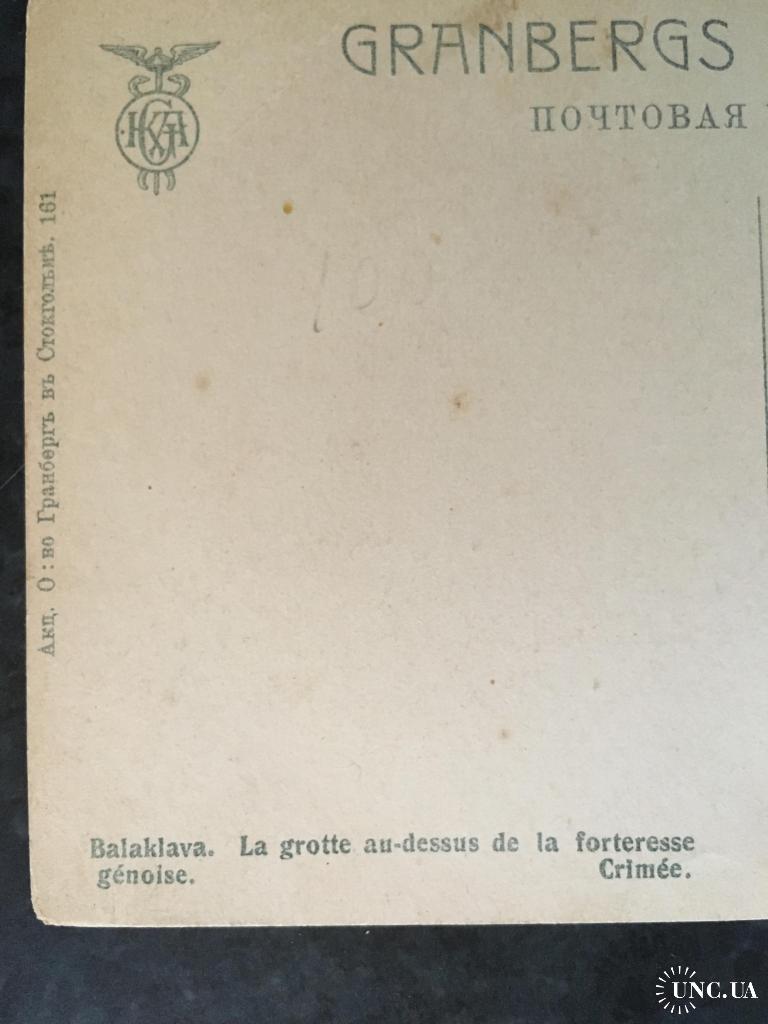 GRANBERGS
ПОЧТОВАЯ
Акц. О:во Гранбергъ въ Стокгольмѣ. 161
Balaklava. La grotte au-dessus de la forteresse
génoise. Crimée.
UNC.UA